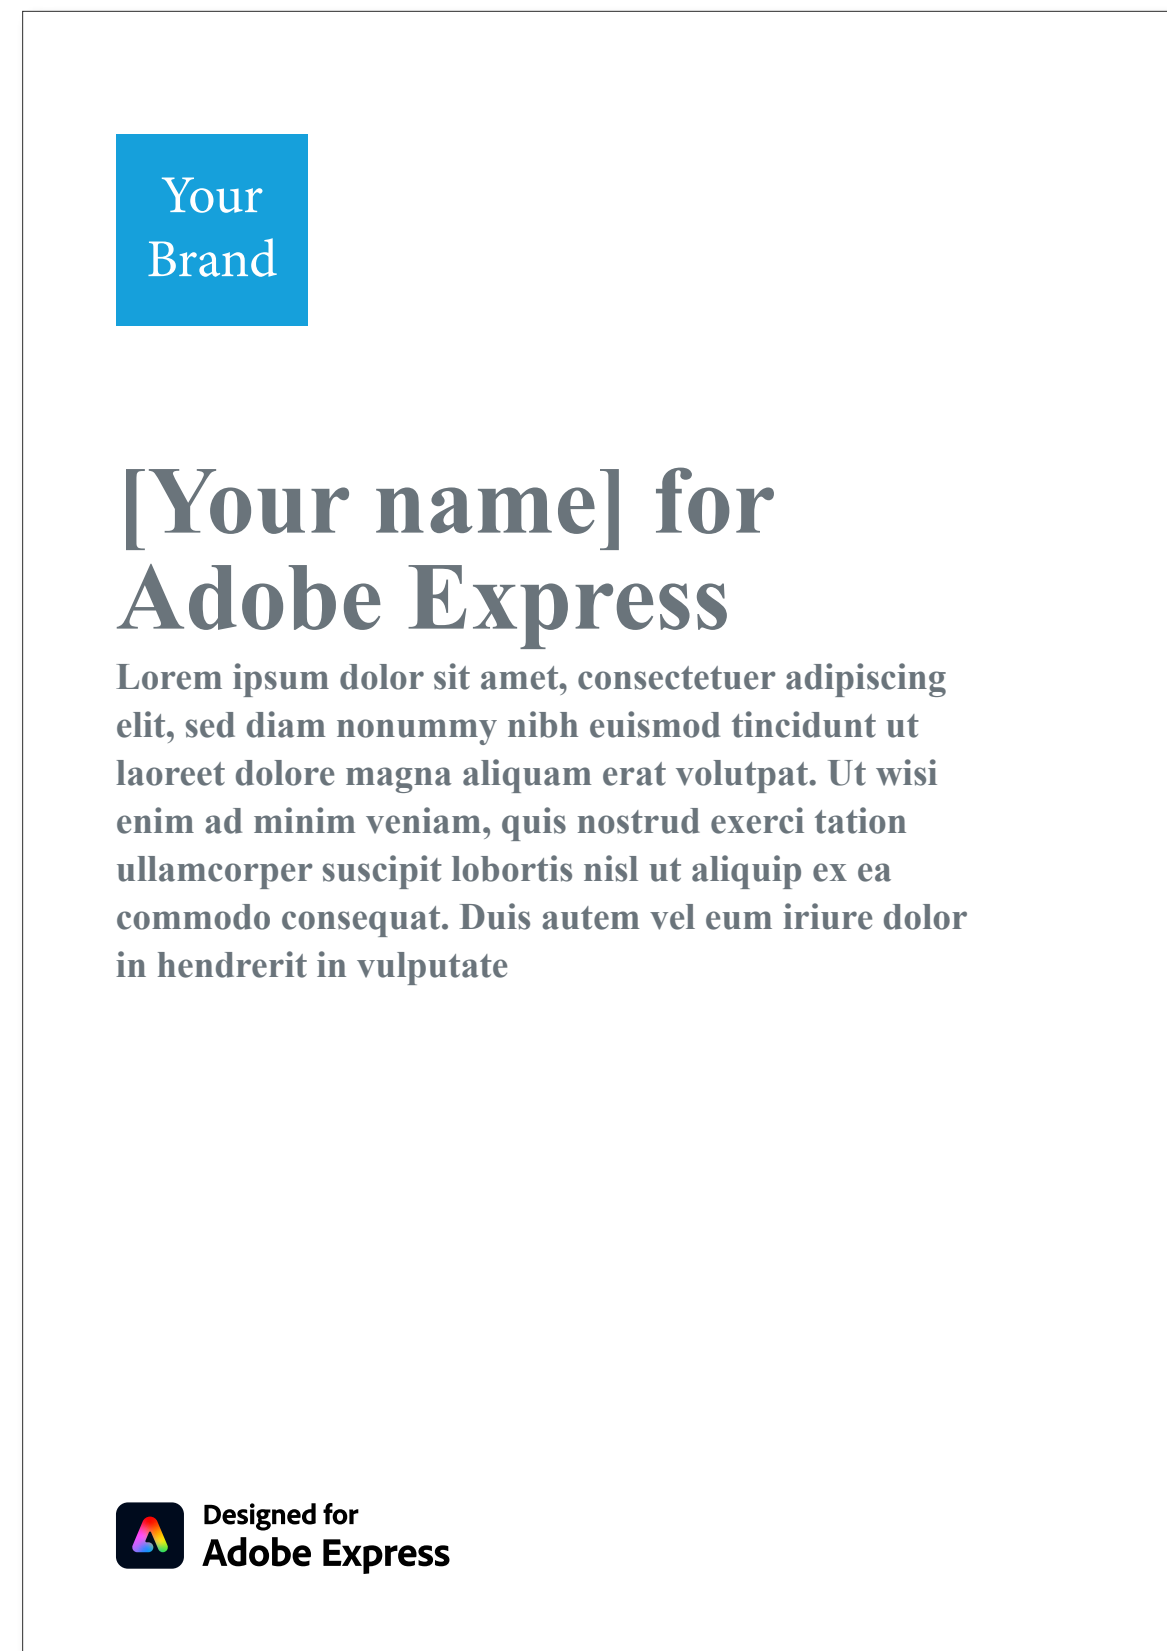 Your
Brand
[Your name] for
Adobe Express
Lorem ipsum dolor sit amet, consectetuer adipiscing
elit, sed diam nonummy nibh euismod tincidunt ut
laoreet dolore magna aliquam erat volutpat. Ut wisi
enim ad minim veniam, quis nostrud exerci tation
ullamcorper suscipit lobortis nisl ut aliquip ex ea
commodo consequat. Duis autem vel eum iriure dolor
in hendrerit in vulputate
Designed for
Adobe Express